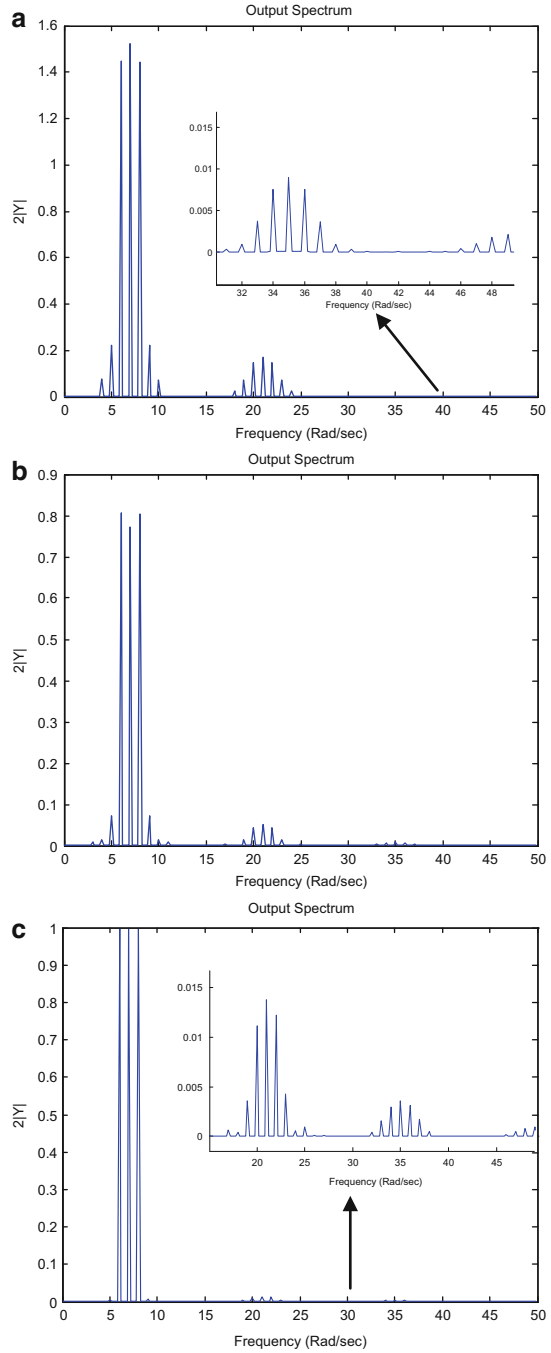 a
Output Spectrum
1.6
1.4
1.2
1
0.8
0.6
0.4
0.2
0
2|Y|
0 5 10 15 20 25 30 35 40 45 50
Frequency (Rad/sec)
0.015
0.01
0.005
0
32 34 36 38 40 42 44 46 48
Frequency (Rad/sec)
b
Output Spectrum
0.9
0.8
0.7
0.6
0.5
0.4
0.3
0.2
0.1
0
2|Y|
0 5 10 15 20 25 30 35 40 45 50
Frequency (Rad/sec)
c
Output Spectrum
1
0.9
0.8
0.7
0.6
0.5
0.4
0.3
0.2
0.1
0
2|Y|
0 5 10 15 20 25 30 35 40 45 50
Frequency (Rad/sec)
0.015
0.01
0.005
0
20 25 30 35 40 45
Frequency (Rad/sec)